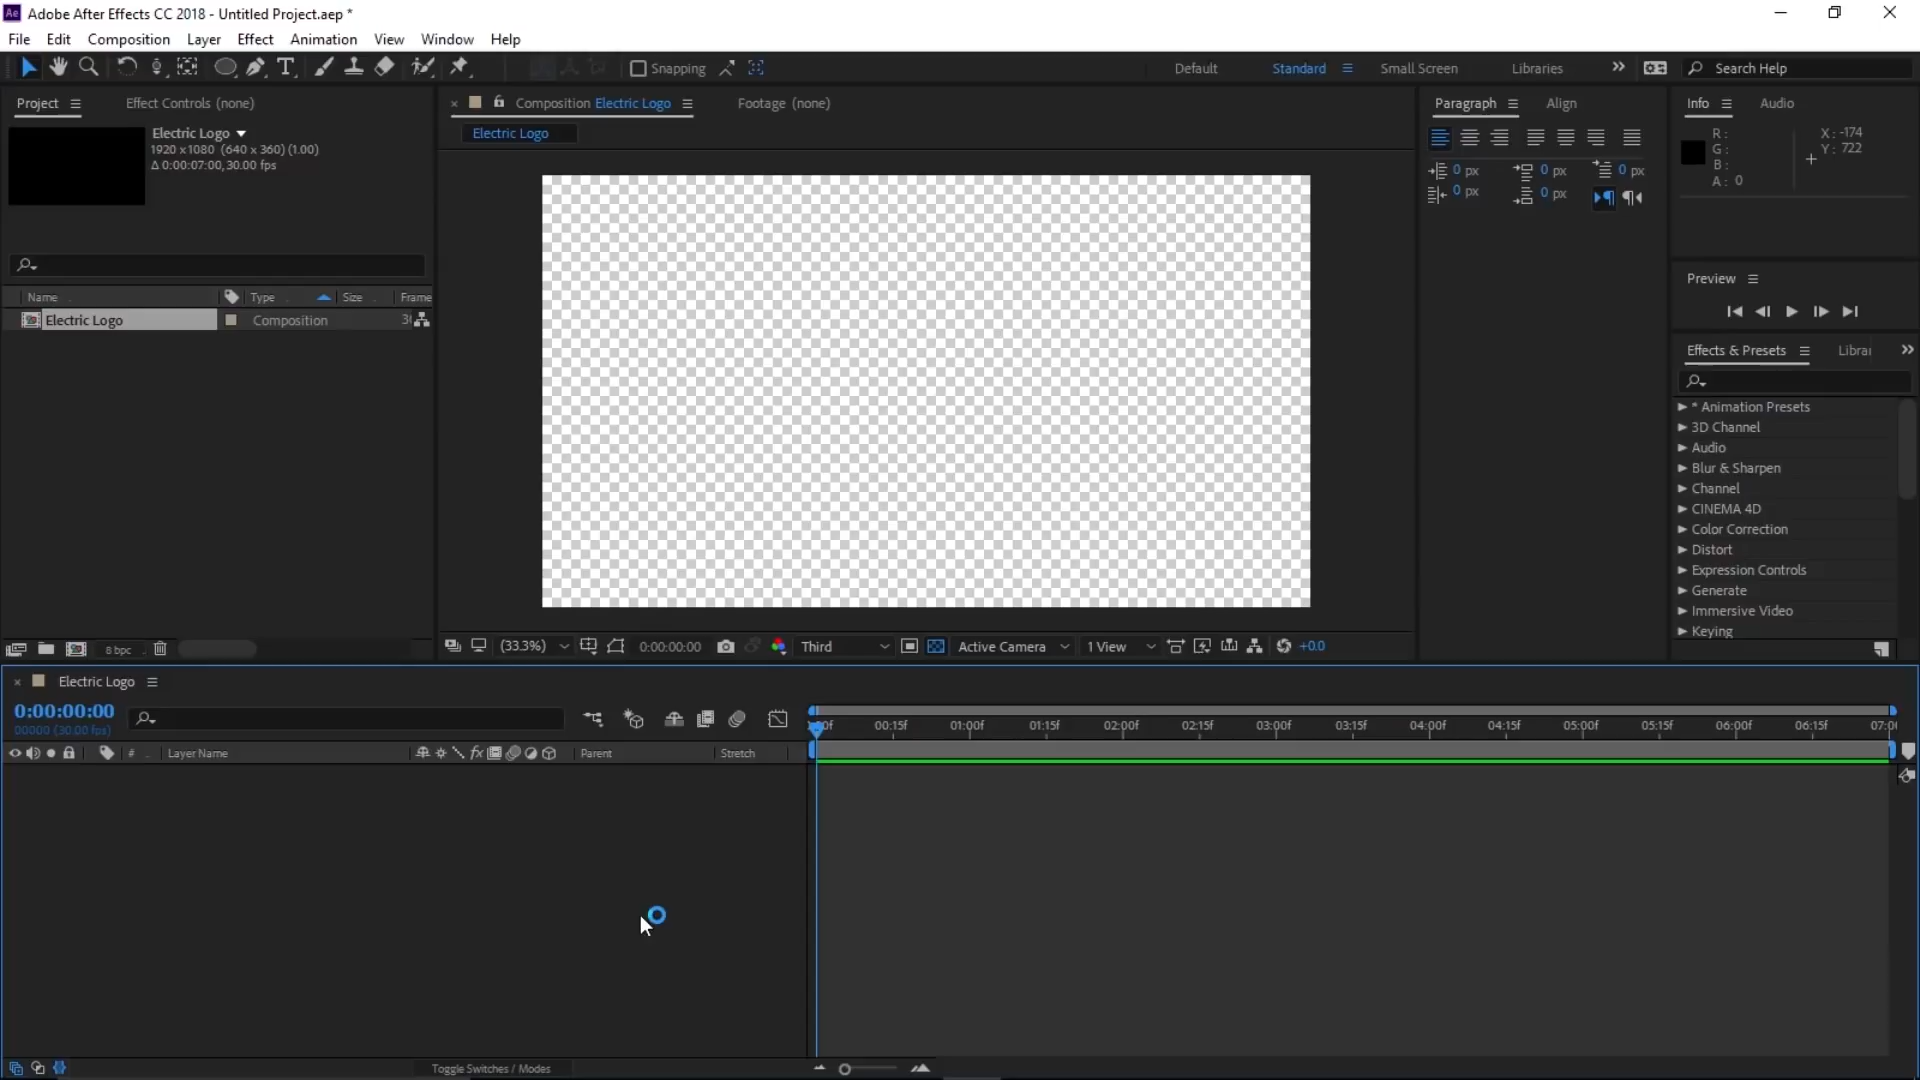 Adobe After Effects CC 2018 - Untitled Project.aep *
File Edit Composition Layer Effect Animation View Window Help
Snapping
Default Standard Small Screen Libraries
Search Help
Project Effect Controls (none)
Electric Logo
1920 x1080 (640 x 360) (1.00)
Δ 0:00:07:00, 30.00 fps
Name Type Size Frame
Electric Logo Composition
8 bpc
Composition Electric Logo Footage (none)
Electric Logo
(33.3%) 0:00:00:00 Third Active Camera 1 View +0.0
Paragraph Align
0 px 0 px 0 px
0 px 0 px
Info Audio
R:
G:
B:
A: 0
X: -174
Y: 722
Preview
Effects & Presets
* Animation Presets
3D Channel
Audio
Blur & Sharpen
Channel
CINEMA 4D
Color Correction
Distort
Expression Controls
Generate
Immersive Video
Keying
Electric Logo
0:00:00:00
00000 (30.00 fps)
# Layer Name Parent Stretch
00:15f 01:00f 01:15f 02:00f 02:15f 03:00f 03:15f 04:00f 04:15f 05:00f 05:15f 06:00f 06:15f
Toggle Switches / Modes